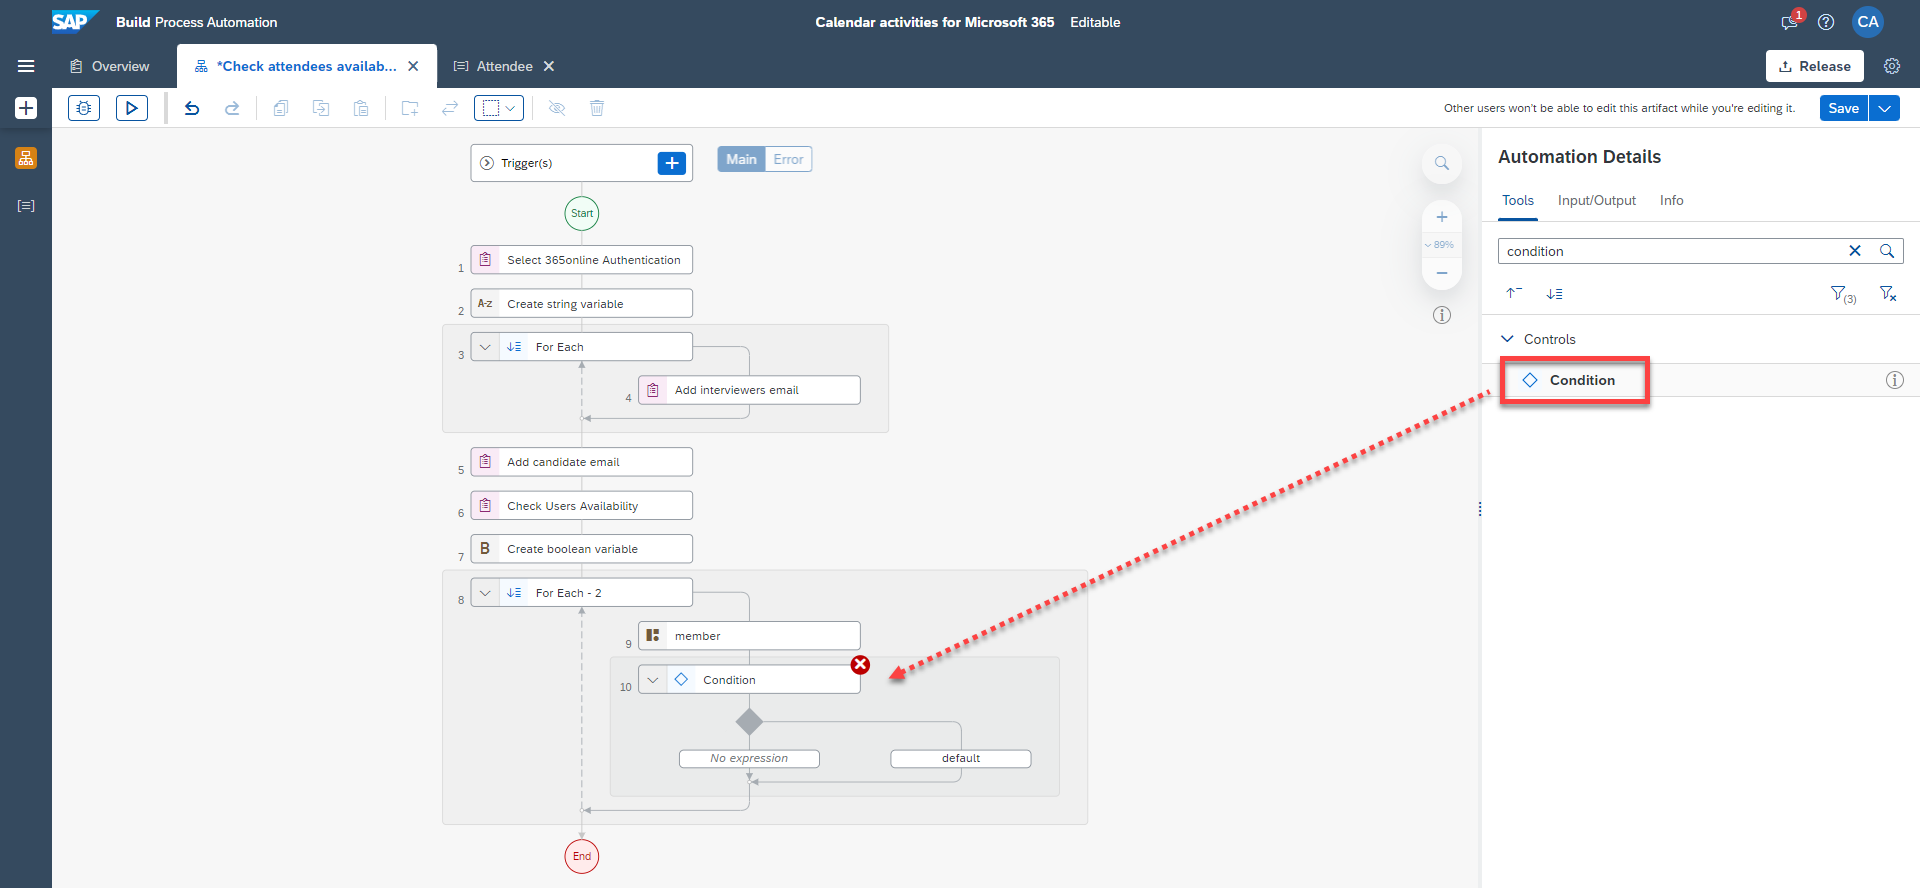 SAP Build Process Automation
Calendar activities for Microsoft 365 Editable
1
CA
Overview
*Check attendees availab...
Attendee
Release
Other users won't be able to edit this artifact while you're editing it.
Save
Trigger(s)
Main Error
Start
1 Select 365online Authentication
A-z
2 Create string variable
3 For Each
4 Add interviewers email
5 Add candidate email
6 Check Users Availability
7 B Create boolean variable
8 For Each - 2
9 member
10 Condition
No expression
default
End
89%
Automation Details
Tools Input/Output Info
condition
(3)
Controls
Condition